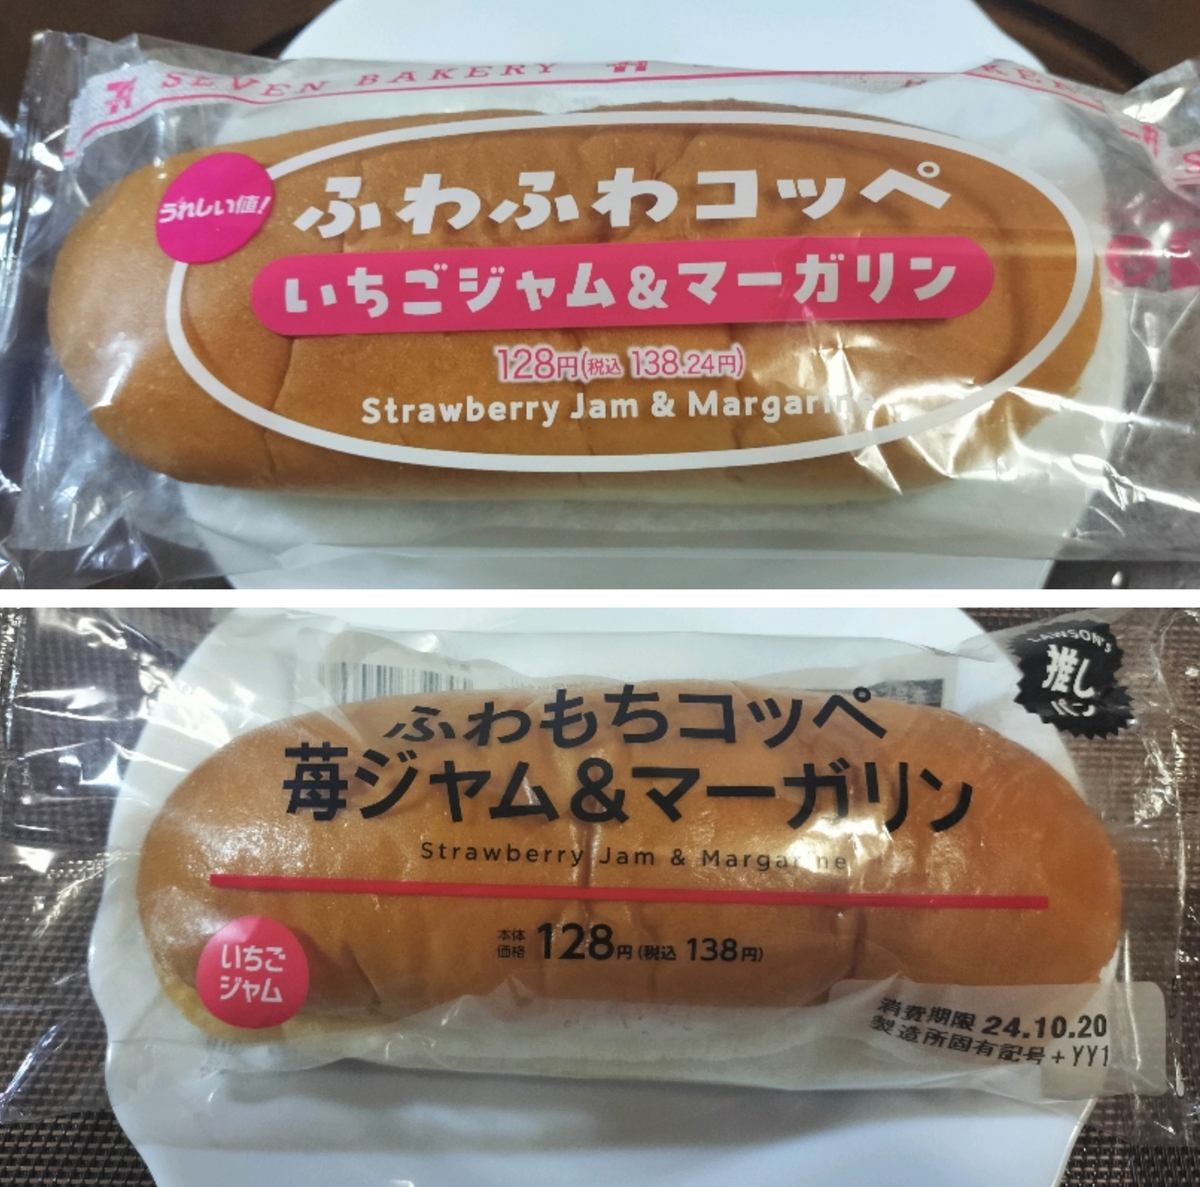 SEVEN BAKERY
うれしい値!
ふわふわコッペ
いちごジャム&マーガリン
128円(税込 138.24円)
Strawberry Jam & Margarine
LAWSON's
推し
パン
ふわもちコッペ
苺ジャム&マーガリン
Strawberry Jam & Margarine
本体価格 128円(税込 138円)
いちご
ジャム
消費期限 24.10.20
製造所固有記号+YY1